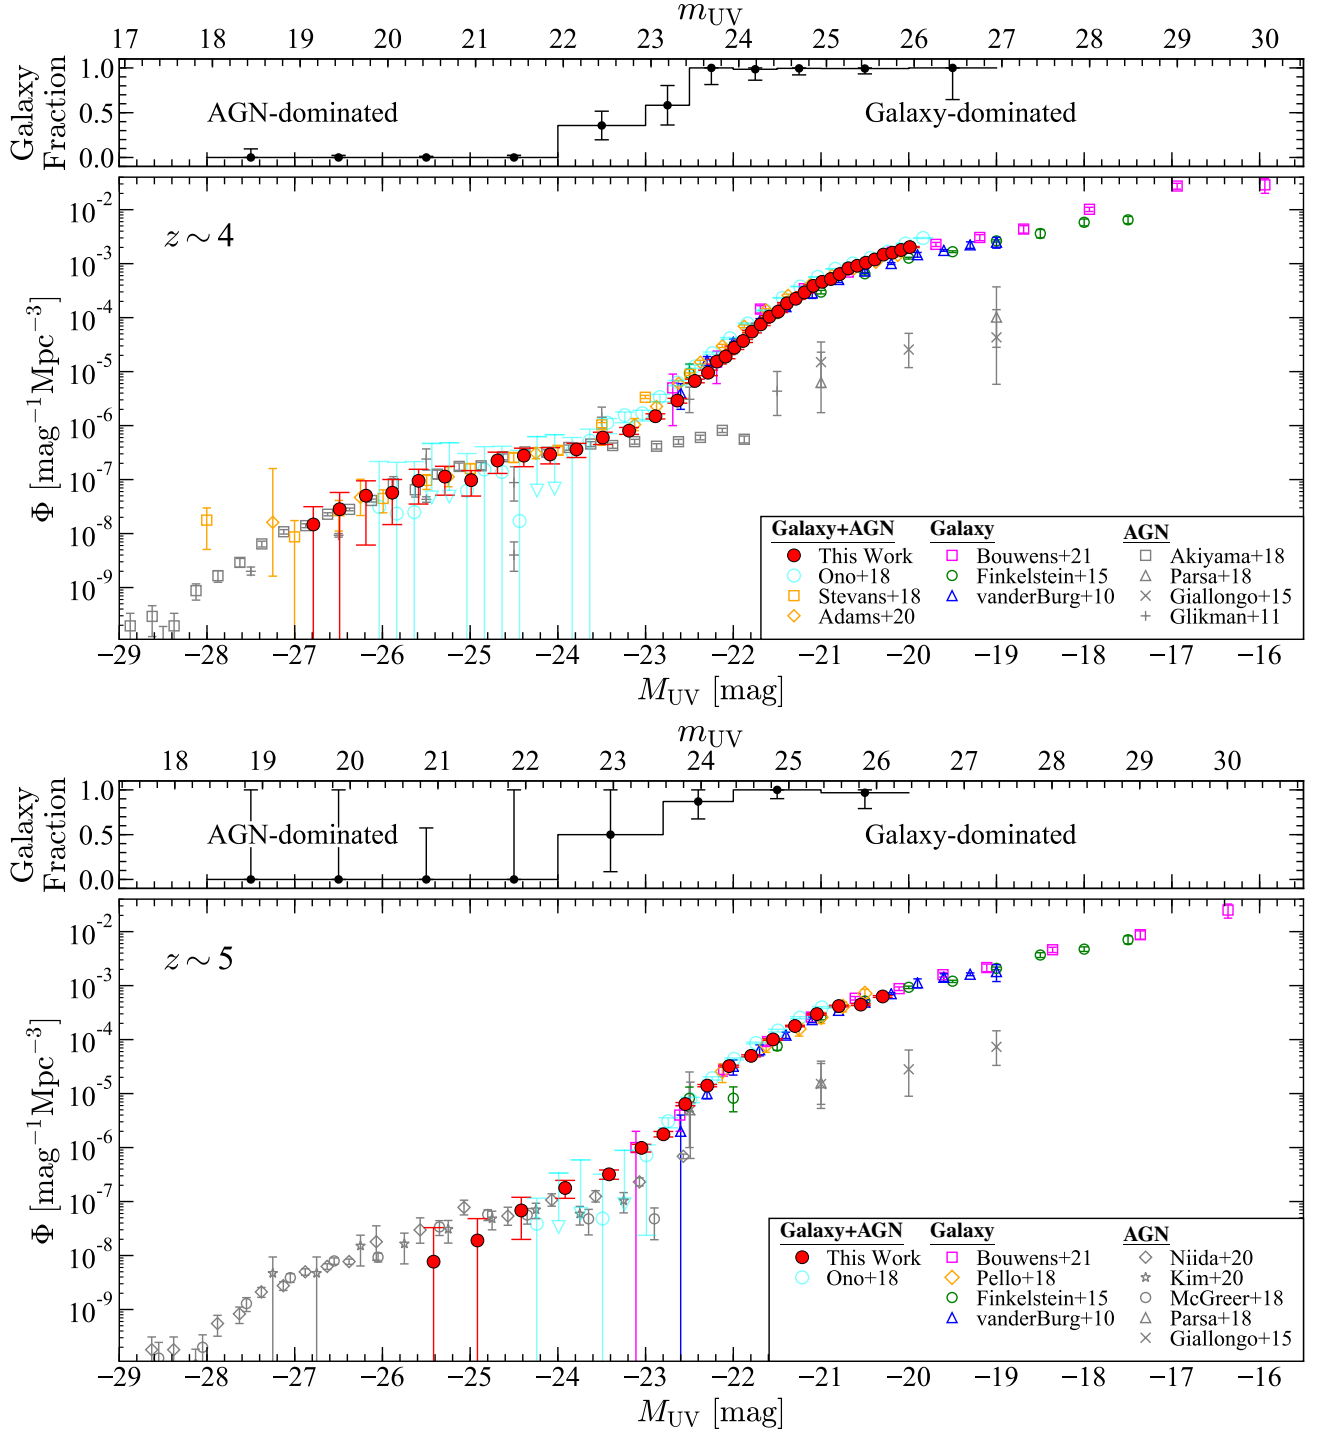 m_UV
17 18 19 20 21 22 23 24 25 26 27 28 29 30
Galaxy Fraction
1.0
0.5
0.0
AGN-dominated
Galaxy-dominated
z ~ 4
Φ [mag⁻¹Mpc⁻³]
10⁻²
10⁻³
10⁻⁴
10⁻⁵
10⁻⁶
10⁻⁷
10⁻⁸
10⁻⁹
Galaxy+AGN
This Work
Ono+18
Stevans+18
Adams+20
Galaxy
Bouwens+21
Finkelstein+15
vanderBurg+10
AGN
Akiyama+18
Parsa+18
Giallongo+15
Glikman+11
−29 −28 −27 −26 −25 −24 −23 −22 −21 −20 −19 −18 −17 −16
M_UV [mag]
m_UV
18 19 20 21 22 23 24 25 26 27 28 29 30
Galaxy Fraction
1.0
0.5
0.0
AGN-dominated
Galaxy-dominated
z ~ 5
Φ [mag⁻¹Mpc⁻³]
10⁻²
10⁻³
10⁻⁴
10⁻⁵
10⁻⁶
10⁻⁷
10⁻⁸
10⁻⁹
Galaxy+AGN
This Work
Ono+18
Galaxy
Bouwens+21
Pello+18
Finkelstein+15
vanderBurg+10
AGN
Niida+20
Kim+20
McGreer+18
Parsa+18
Giallongo+15
−29 −28 −27 −26 −25 −24 −23 −22 −21 −20 −19 −18 −17 −16
M_UV [mag]